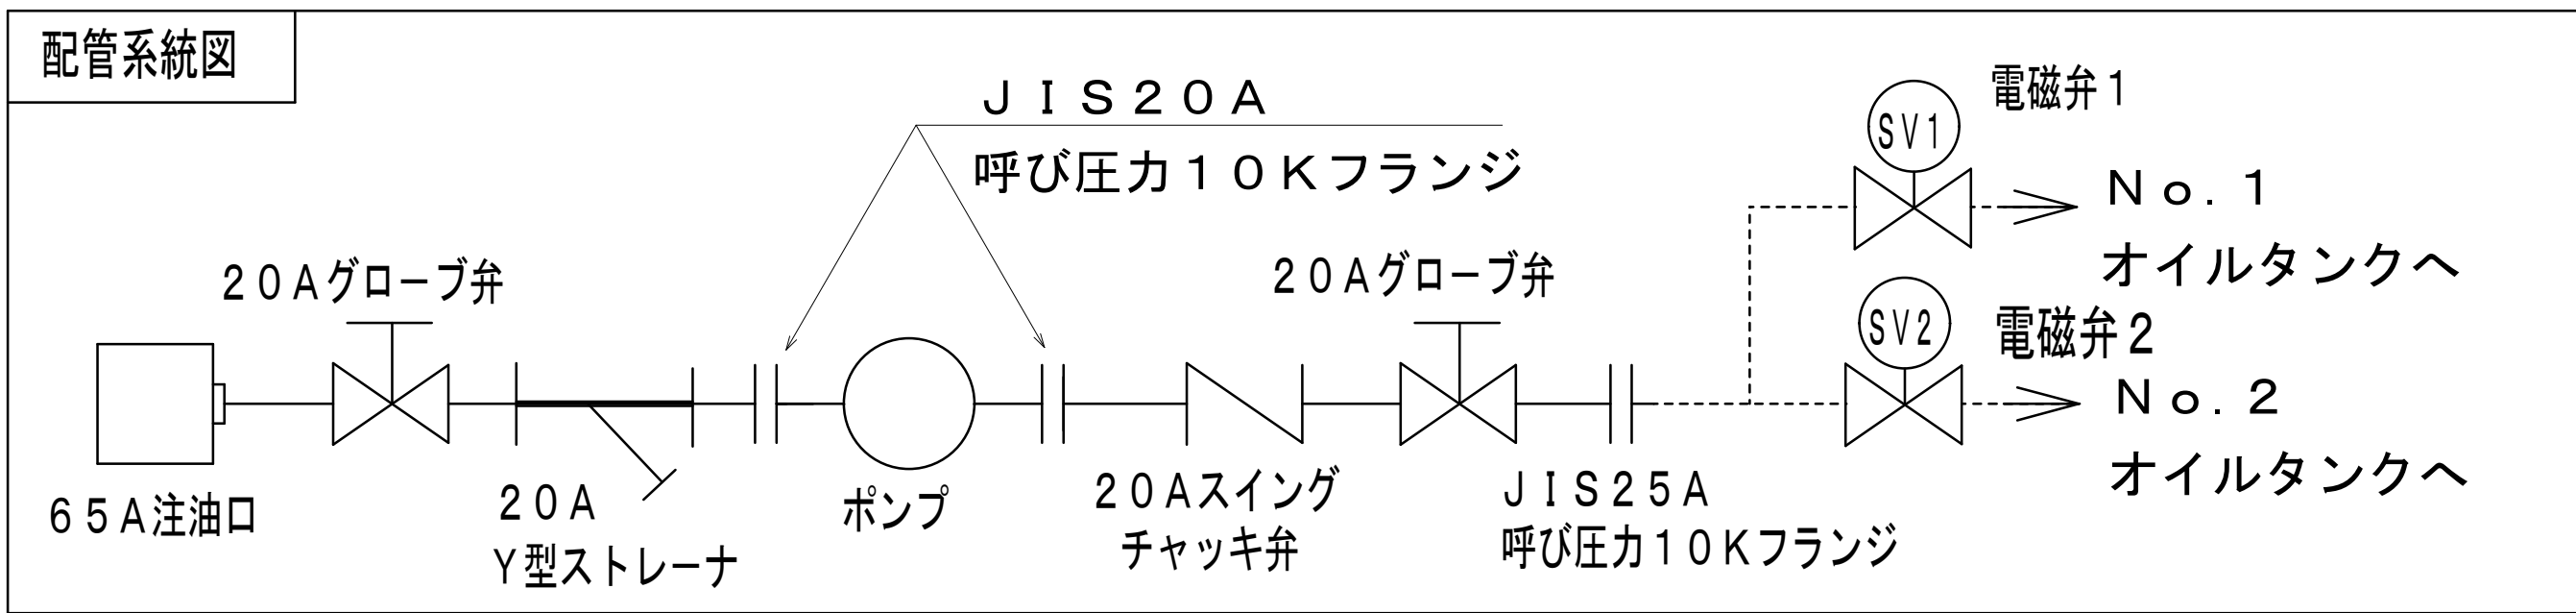 配管系統図
JIS20A
呼び圧力10Kフランジ
電磁弁1
SV1
No.1
オイルタンクへ
20Aグローブ弁
20Aグローブ弁
SV2
電磁弁2
No.2
オイルタンクへ
65A注油口
20A
Y型ストレーナ
ポンプ
20Aスイング
チャッキ弁
JIS25A
呼び圧力10Kフランジ